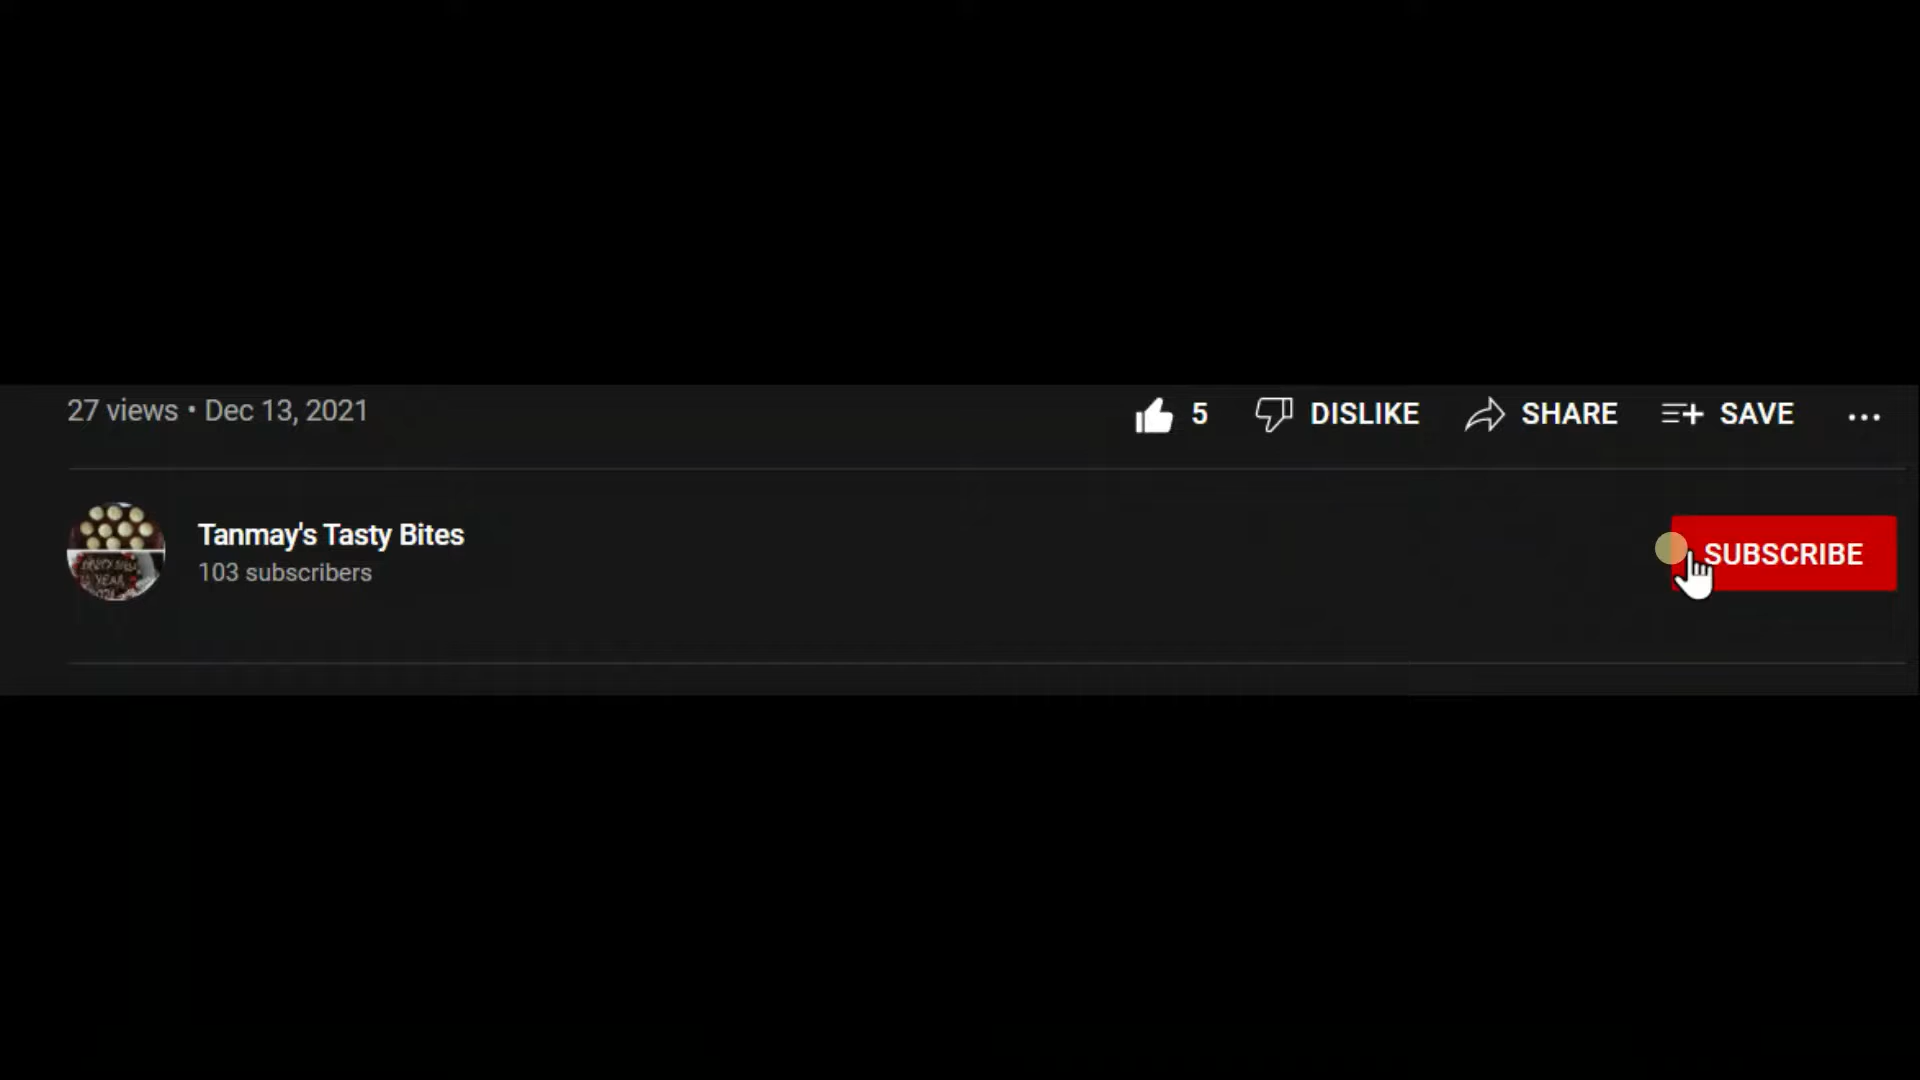 27 views • Dec 13, 2021
5 DISLIKE SHARE SAVE ...
Tanmay's Tasty Bites
103 subscribers
SUBSCRIBE